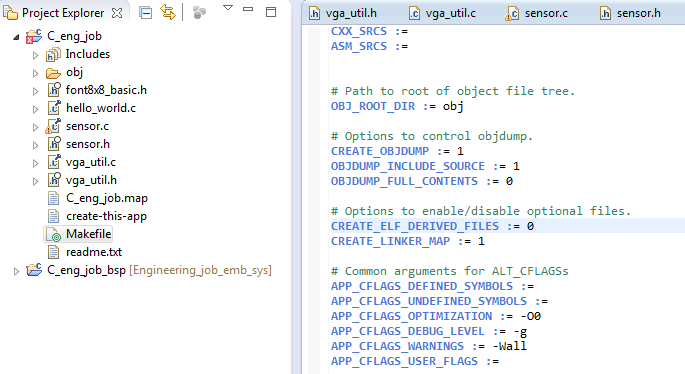 Project Explorer
C_eng_job
Includes
obj
font8x8_basic.h
hello_world.c
sensor.c
sensor.h
vga_util.c
vga_util.h
C_eng_job.map
create-this-app
Makefile
readme.txt
C_eng_job_bsp [Engineering_job_emb_sys]
vga_util.h vga_util.c sensor.c sensor.h
CXX_SRCS :=
ASM_SRCS :=
# Path to root of object file tree.
OBJ_ROOT_DIR := obj
# Options to control objdump.
CREATE_OBJDUMP := 1
OBJDUMP_INCLUDE_SOURCE := 1
OBJDUMP_FULL_CONTENTS := 0
# Options to enable/disable optional files.
CREATE_ELF_DERIVED_FILES := 0
CREATE_LINKER_MAP := 1
# Common arguments for ALT_CFLAGSs
APP_CFLAGS_DEFINED_SYMBOLS :=
APP_CFLAGS_UNDEFINED_SYMBOLS :=
APP_CFLAGS_OPTIMIZATION := -O0
APP_CFLAGS_DEBUG_LEVEL := -g
APP_CFLAGS_WARNINGS := -Wall
APP_CFLAGS_USER_FLAGS :=